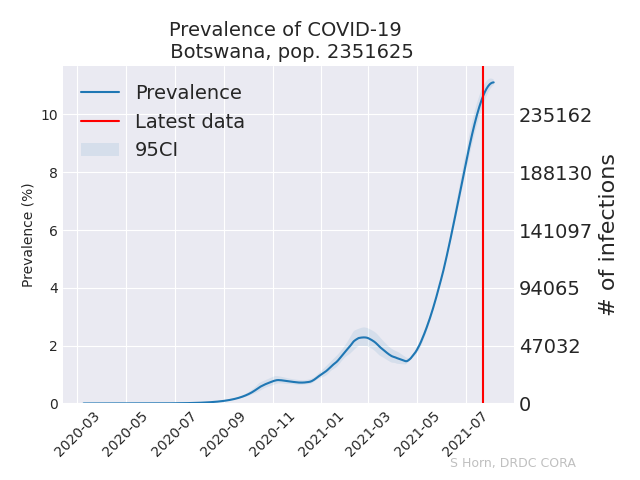 Prevalence of COVID-19
Botswana, pop. 2351625
Prevalence
Latest data
95CI
Prevalence (%)
10
8
6
4
2
0
235162
188130
141097
94065
47032
0
# of infections
2020-03
2020-05
2020-07
2020-09
2020-11
2021-01
2021-03
2021-05
2021-07
S Horn, DRDC CORA